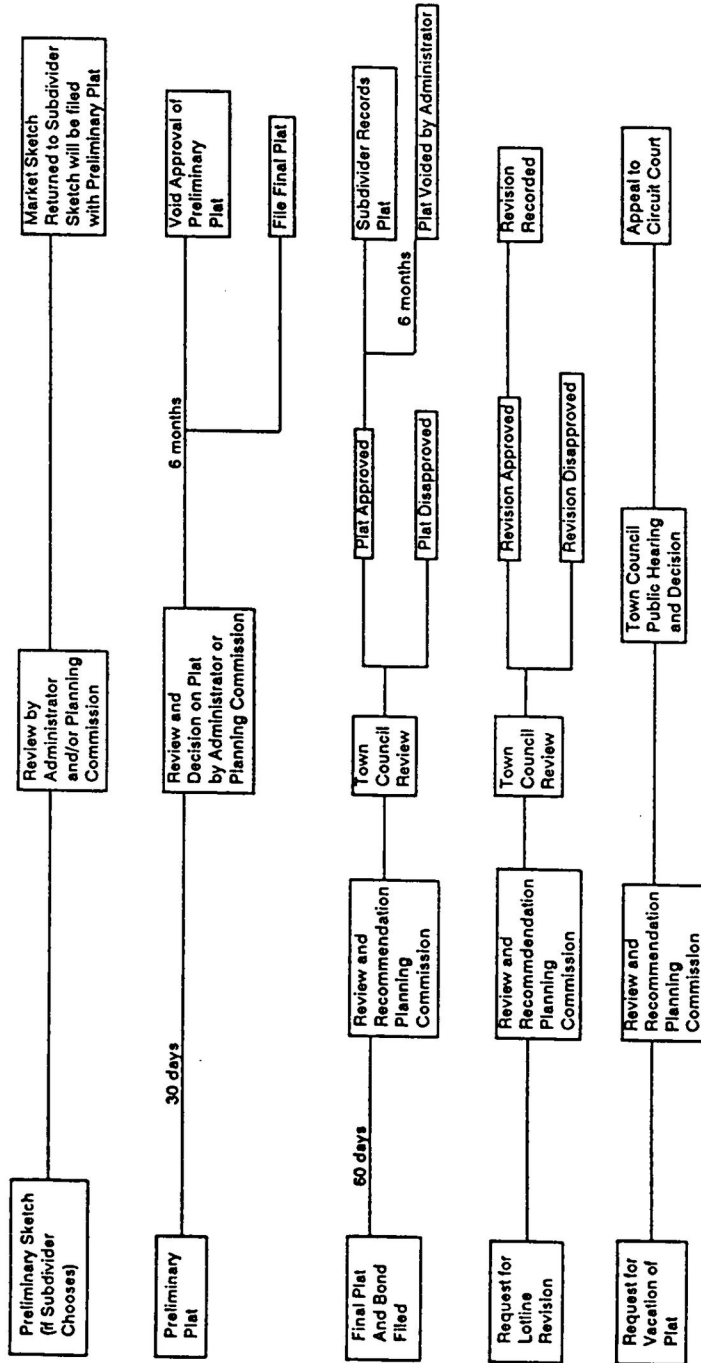 Preliminary Sketch
(if Subdivider
Chooses)
Review by
Administrator
and/or Planning
Commission
Market Sketch
Returned to Subdivider
Sketch will be filed
with Preliminary Plat
Preliminary
Plat
30 days
Review and
Decision on Plat
by Administrator or
Planning Commission
6 months
Void Approval of
Preliminary
Plat
File Final Plat
Final Plat
And Bond
Filed
60 days
Review and
Recommendation
Planning
Commission
Town
Council
Review
Plat Approved
Plat Disapproved
Subdivider Records
Plat
6 months
Plat Voided by Administrator
Request for
Lotline
Revision
Review and
Recommdendation
Planning
Commission
Town
Council
Review
Revision Approved
Revision Disapproved
Revision
Recorded
Request for
Vacation of
Plat
Review and
Recommendation
Planning
Commission
Town Council
Public Hearing
and Decision
Appeal to
Circuit Court